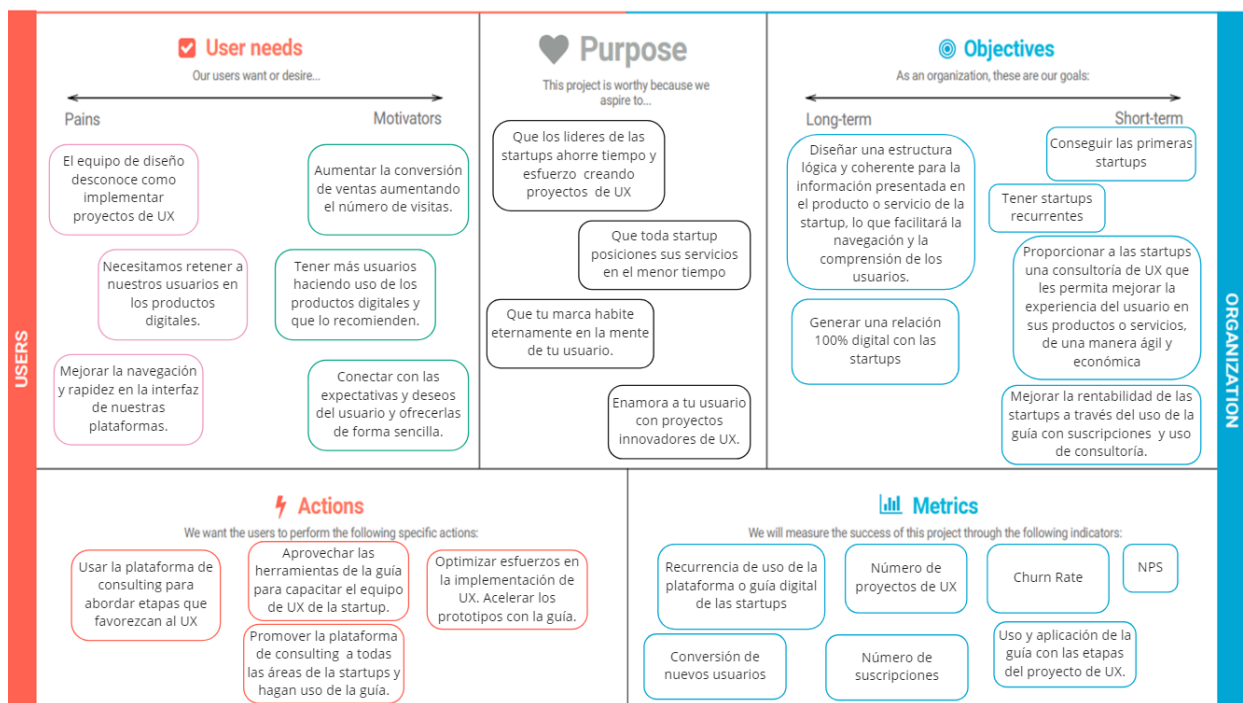 USERS
User needs
Our users want or desire...
Pains
Motivators
El equipo de diseño
desconoce como
implementar
proyectos de UX
Necesitamos retener a
nuestros usuarios en
los productos
digitales.
Mejorar la navegación
y rapidez en la interfaz
de nuestras
plataformas.
Aumentar la conversión
de ventas aumentando
el número de visitas.
Tener más usuarios
haciendo uso de los
productos digitales y
que lo recomienden.
Conectar con las
expectativas y deseos
del usuario y ofrecerlas
de forma sencilla.
Purpose
This project is worthy because we
aspire to...
Que los lideres de las
startups ahorre tiempo y
esfuerzo creando
proyectos de UX
Que toda startup
posiciones sus servicios
en el menor tiempo
Que tu marca habite
eternamente en la mente
de tu usuario.
Enamora a tu usuario
con proyectos
innovadores de UX.
Objectives
As an organization, these are our goals:
Long-term
Short-term
Diseñar una estructura
lógica y coherente para la
información presentada en
el producto o servicio de la
startup, lo que facilitará la
navegación y la
comprensión de los
usuarios.
Generar una relación
100% digital con las
startups
Conseguir las primeras
startups
Tener startups
recurrentes
Proporcionar a las startups
una consultoría de UX que
les permita mejorar la
experiencia del usuario en
sus productos o servicios,
de una manera ágil y
económica
Mejorar la rentabilidad de las
startups a través del uso de la
guía con suscripciones y uso
de consultoría.
ORGANIZATION
Actions
We want the users to perform the following specific actions:
Usar la plataforma de
consulting para
abordar etapas que
favorezcan al UX
Aprovechar las
herramientas de la guía
para capacitar el equipo
de UX de la startup.
Promover la plataforma
de consulting a todas
las áreas de la startups y
hagan uso de la guía.
Optimizar esfuerzos en
la implementación de
UX. Acelerar los
prototipos con la guía.
Metrics
We will measure the success of this project through the following indicators:
Recurrencia de uso de la
plataforma o guía digital
de las startups
Número de
proyectos de UX
Churn Rate
NPS
Conversión de
nuevos usuarios
Número de
suscripciones
Uso y aplicación de la
guía con las etapas
del proyecto de UX.